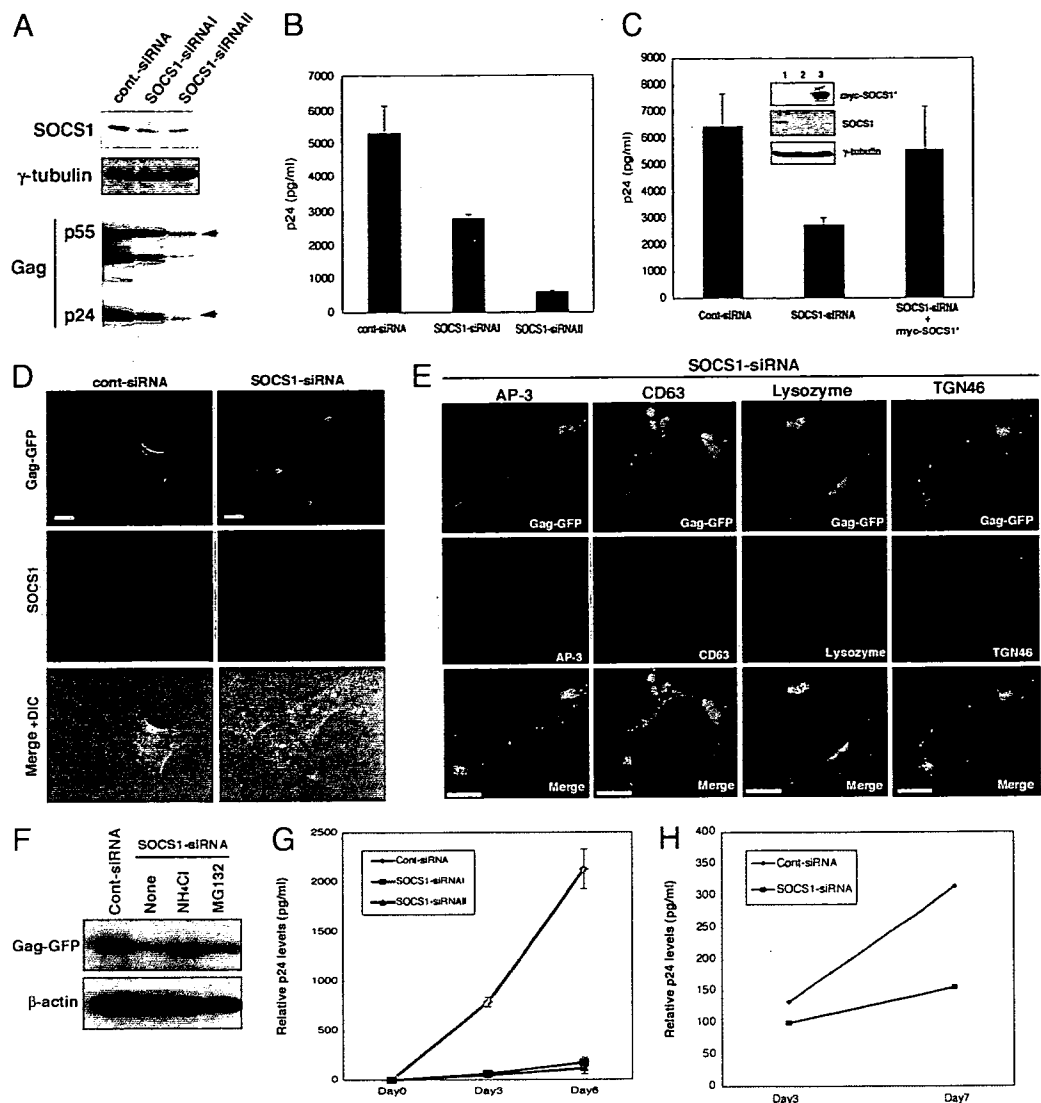 A
cont.-siRNA
SOCS1-siRNAI
SOCS1-siRNAII
SOCS1
γ-tubulin
p55
Gag
p24
B
7000
6000
5000
4000
3000
2000
1000
0
p24 (pg/ml)
cont-siRNA
SOCS1-siRNAI
SOCS1-siRNAII
C
9000
8000
7000
6000
5000
4000
3000
2000
1000
0
p24 (pg/ml)
1 2 3
myc-SOCS1*
SOCS1
γ-tubulin
Cont-siRNA
SOCS1-siRNA
SOCS1-siRNA
+
myc-SOCS1*
D
cont-siRNA
SOCS1-siRNA
Gag-GFP
SOCS1
Merge +DIC
E
SOCS1-siRNA
AP-3
CD63
Lysozyme
TGN46
Gag-GFP
Gag-GFP
Gag-GFP
Gag-GFP
AP-3
CD63
Lysozyme
TGN46
Merge
Merge
Merge
Merge
F
Cont-siRNA
SOCS1-siRNA
None
NH4Cl
MG132
Gag-GFP
β-actin
G
2500
2000
1500
1000
500
0
Relative p24 levels (pg/ml)
Cont-siRNA
SOCS1-siRNAI
SOCS1-siRNAII
Day0
Day3
Day6
H
400
350
300
250
200
150
100
50
0
Relative p24 levels (pg/ml)
Cont-siRNA
SOCS1-siRNA
Day3
Day7